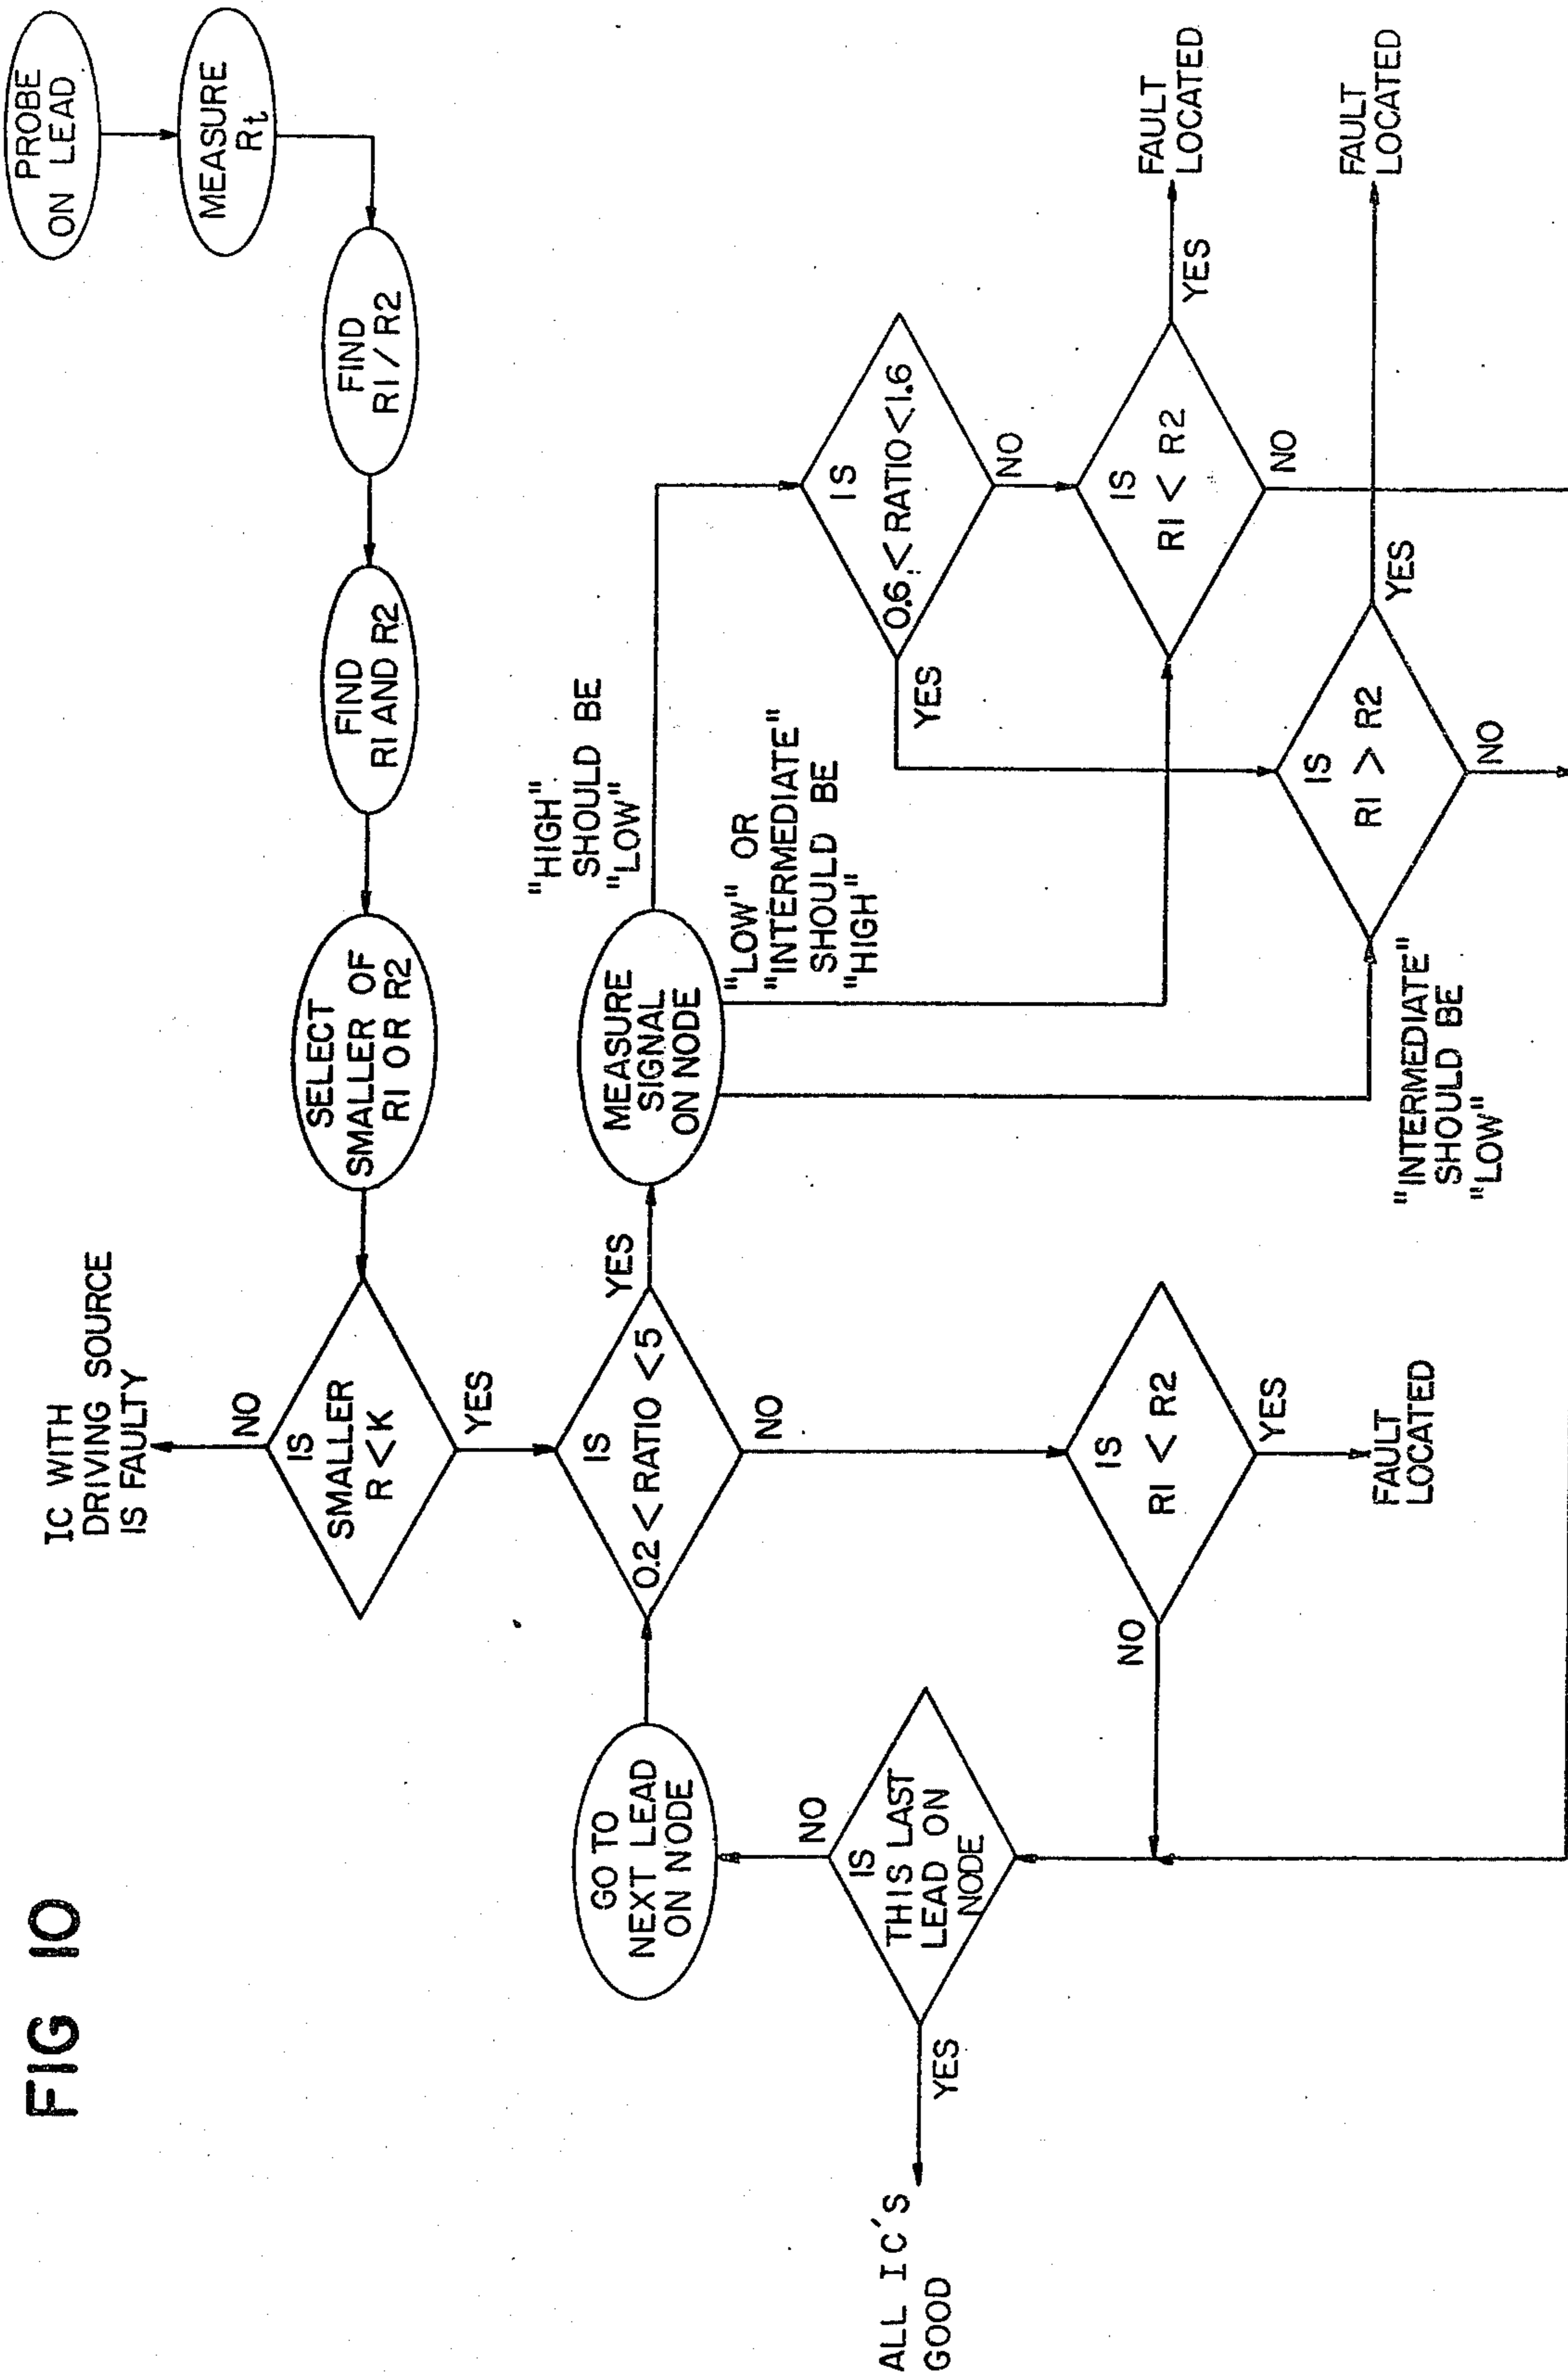 FIG 10
PROBE
ON LEAD
MEASURE
Rt
FIND
R1/R2
FIND
R1 AND R2
SELECT
SMALLER OF
R1 OR R2
IS
SMALLER
R < K
NO
IC WITH
DRIVING SOURCE
IS FAULTY
YES
IS
0.2 < RATIO < 5
YES
NO
MEASURE
SIGNAL
ON NODE
"HIGH"
SHOULD BE
"LOW"
"LOW" OR
"INTERMEDIATE"
SHOULD BE
"HIGH"
"INTERMEDIATE"
SHOULD BE
"LOW"
IS
0.6 < RATIO < 1.6
YES
NO
IS
R1 < R2
YES
FAULT
LOCATED
NO
IS
R1 > R2
YES
FAULT
LOCATED
NO
IS
R1 < R2
YES
FAULT
LOCATED
NO
IS
THIS LAST
LEAD ON
NODE
NO
GO TO
NEXT LEAD
ON NODE
YES
ALL IC'S
GOOD